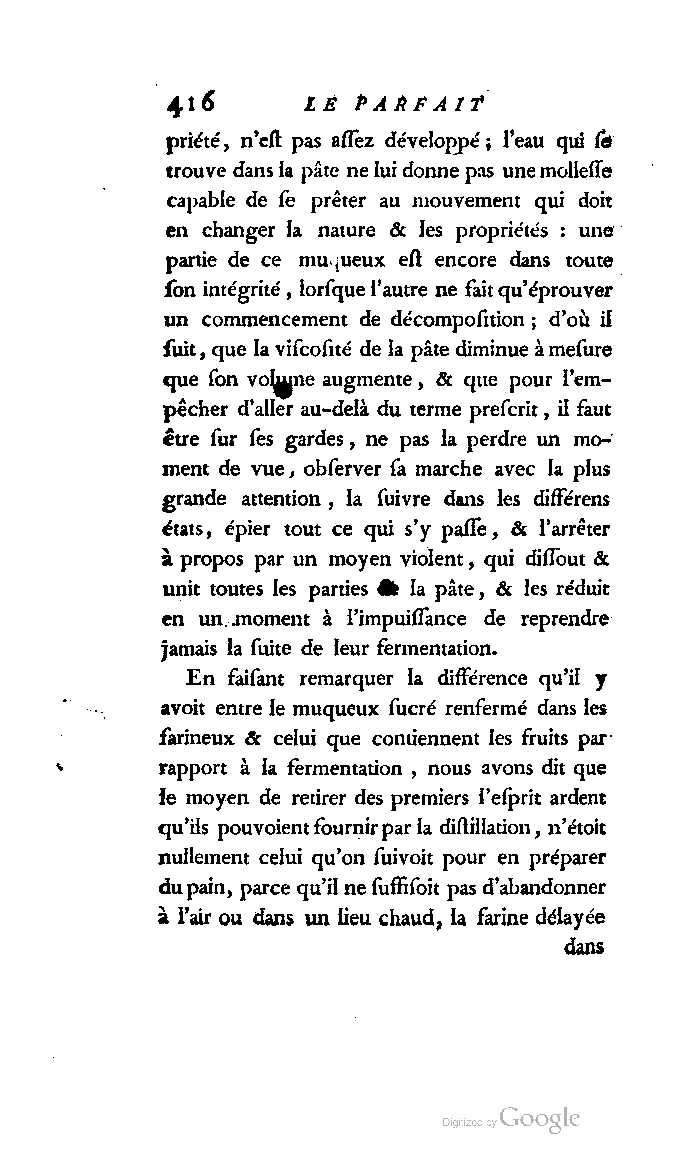 416 LE PARFAIT
priété, n'eſt pas aſſez développé; l'eau qui ſe
trouve dans la pâte ne lui donne pas une molleſſe
capable de ſe prêter au mouvement qui doit
en changer la nature & les propriétés : une
partie de ce muqueux eſt encore dans toute
ſon intégrité, lorſque l'autre ne fait qu'éprouver
un commencement de décompoſition; d'où il
ſuit, que la viſcoſité de la pâte diminue à meſure
que ſon volume augmente, & que pour l'em-
pêcher d'aller au-delà du terme preſcrit, il faut
être ſur ſes gardes, ne pas la perdre un mo-
ment de vue, obſerver ſa marche avec la plus
grande attention, la ſuivre dans les différens
états, épier tout ce qui s'y paſſe, & l'arrêter
à propos par un moyen violent, qui diſſout &
unit toutes les parties la pâte, & les réduit
en un moment à l'impuiſſance de reprendre
jamais la ſuite de leur fermentation.
En faiſant remarquer la différence qu'il y
avoit entre le muqueux ſucré renfermé dans les
farineux & celui que contiennent les fruits par
rapport à la fermentation, nous avons dit que
le moyen de retirer des premiers l'eſprit ardent
qu'ils pouvoient fournir par la diſtillation, n'étoit
nullement celui qu'on ſuivoit pour en préparer
du pain, parce qu'il ne ſuffiſoit pas d'abandonner
à l'air ou dans un lieu chaud, la farine délayée
dans
Digitized by Google